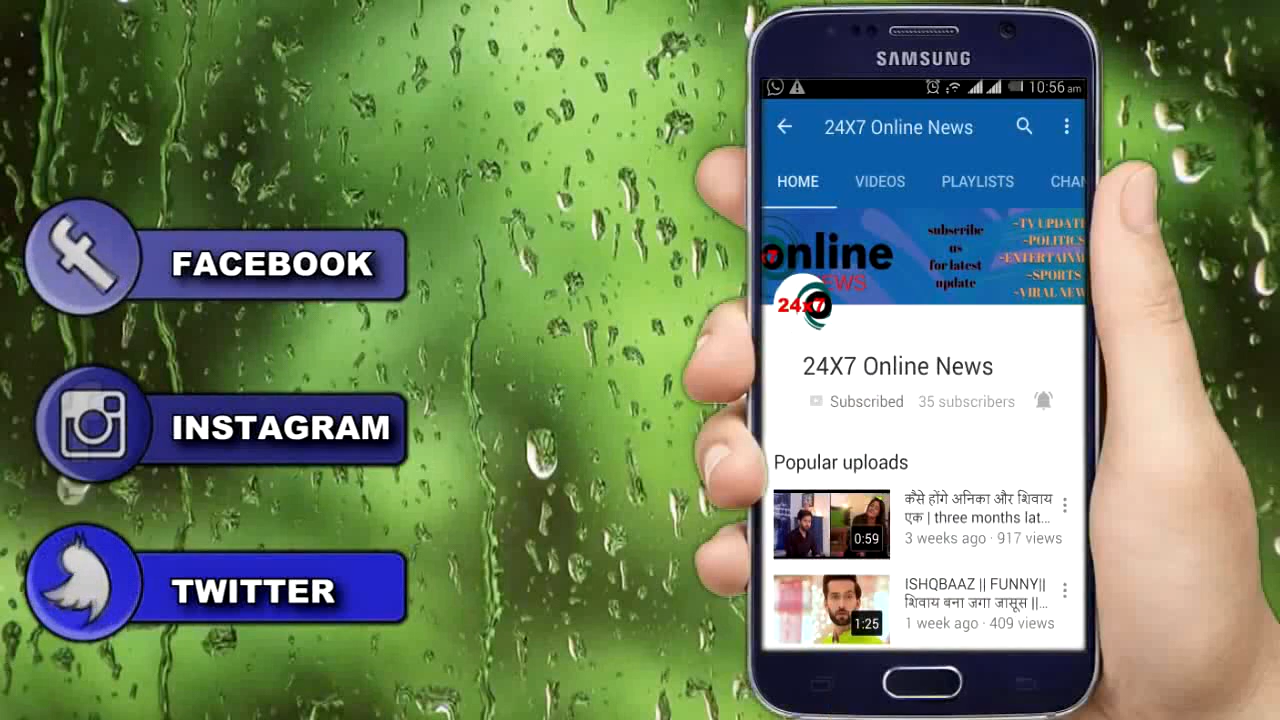 FACEBOOK
INSTAGRAM
TWITTER
SAMSUNG
10:56 am
24X7 Online News
HOME VIDEOS PLAYLISTS CHAN
online
NEWS
24x7
subscribe
us
for latest
update
~TV UPDATE
~POLITICS
~ENTERTAINM
~SPORTS
~VIRAL NEW
24X7 Online News
Subscribed 35 subscribers
Popular uploads
0:59
कैसे होंगे अनिका और शिवाय
एक | three months lat...
3 weeks ago · 917 views
1:25
ISHQBAAZ || FUNNY||
शिवाय बना जगा जासूस ||...
1 week ago · 409 views